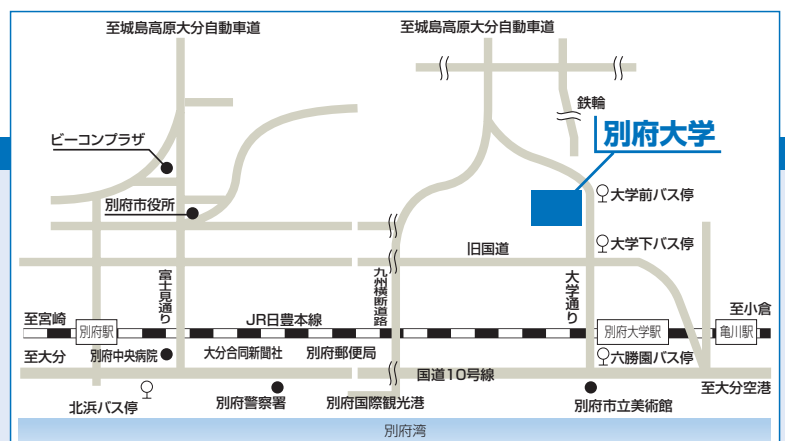 至城島高原大分自動車道
至城島高原大分自動車道
鉄輪
別府大学
ビーコンプラザ
大学前バス停
別府市役所
大学下バス停
旧国道
富士見通り
九州横断道路
大学通り
至宮崎
別府駅
JR日豊本線
別府大学駅
至小倉
亀川駅
至大分
別府中央病院
大分合同新聞社
別府郵便局
六勝園バス停
国道10号線
至大分空港
北浜バス停
別府警察署
別府国際観光港
別府市立美術館
別府湾